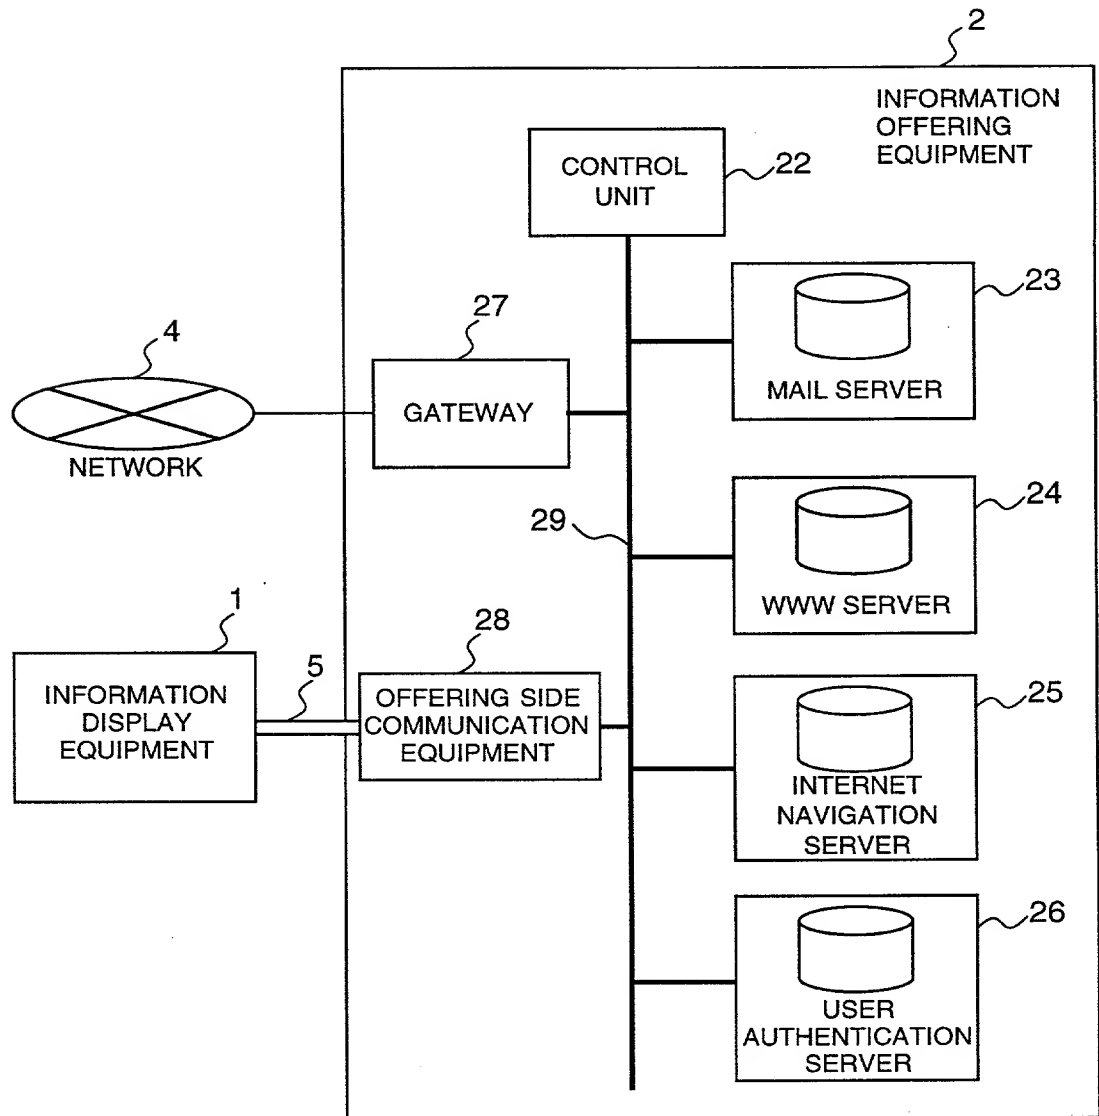 2
INFORMATION
OFFERING
EQUIPMENT
CONTROL
UNIT
22
23
MAIL SERVER
27
GATEWAY
4
NETWORK
24
WWW SERVER
29
1
INFORMATION
DISPLAY
EQUIPMENT
5
28
OFFERING SIDE
COMMUNICATION
EQUIPMENT
25
INTERNET
NAVIGATION
SERVER
26
USER
AUTHENTICATION
SERVER